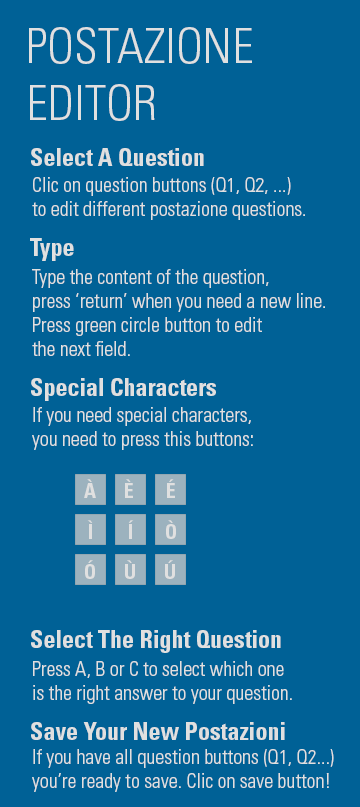 POSTAZIONE
EDITOR
Select A Question
Clic on question buttons (Q1, Q2, ...)
to edit different postazione questions.
Type
Type the content of the question,
press ‘return’ when you need a new line.
Press green circle button to edit
the next field.
Special Characters
If you need special characters,
you need to press this buttons:
À È É
Ì Í Ò
Ó Ù Ú
Select The Right Question
Press A, B or C to select which one
is the right answer to your question.
Save Your New Postazioni
If you have all question buttons (Q1, Q2...)
you’re ready to save. Clic on save button!